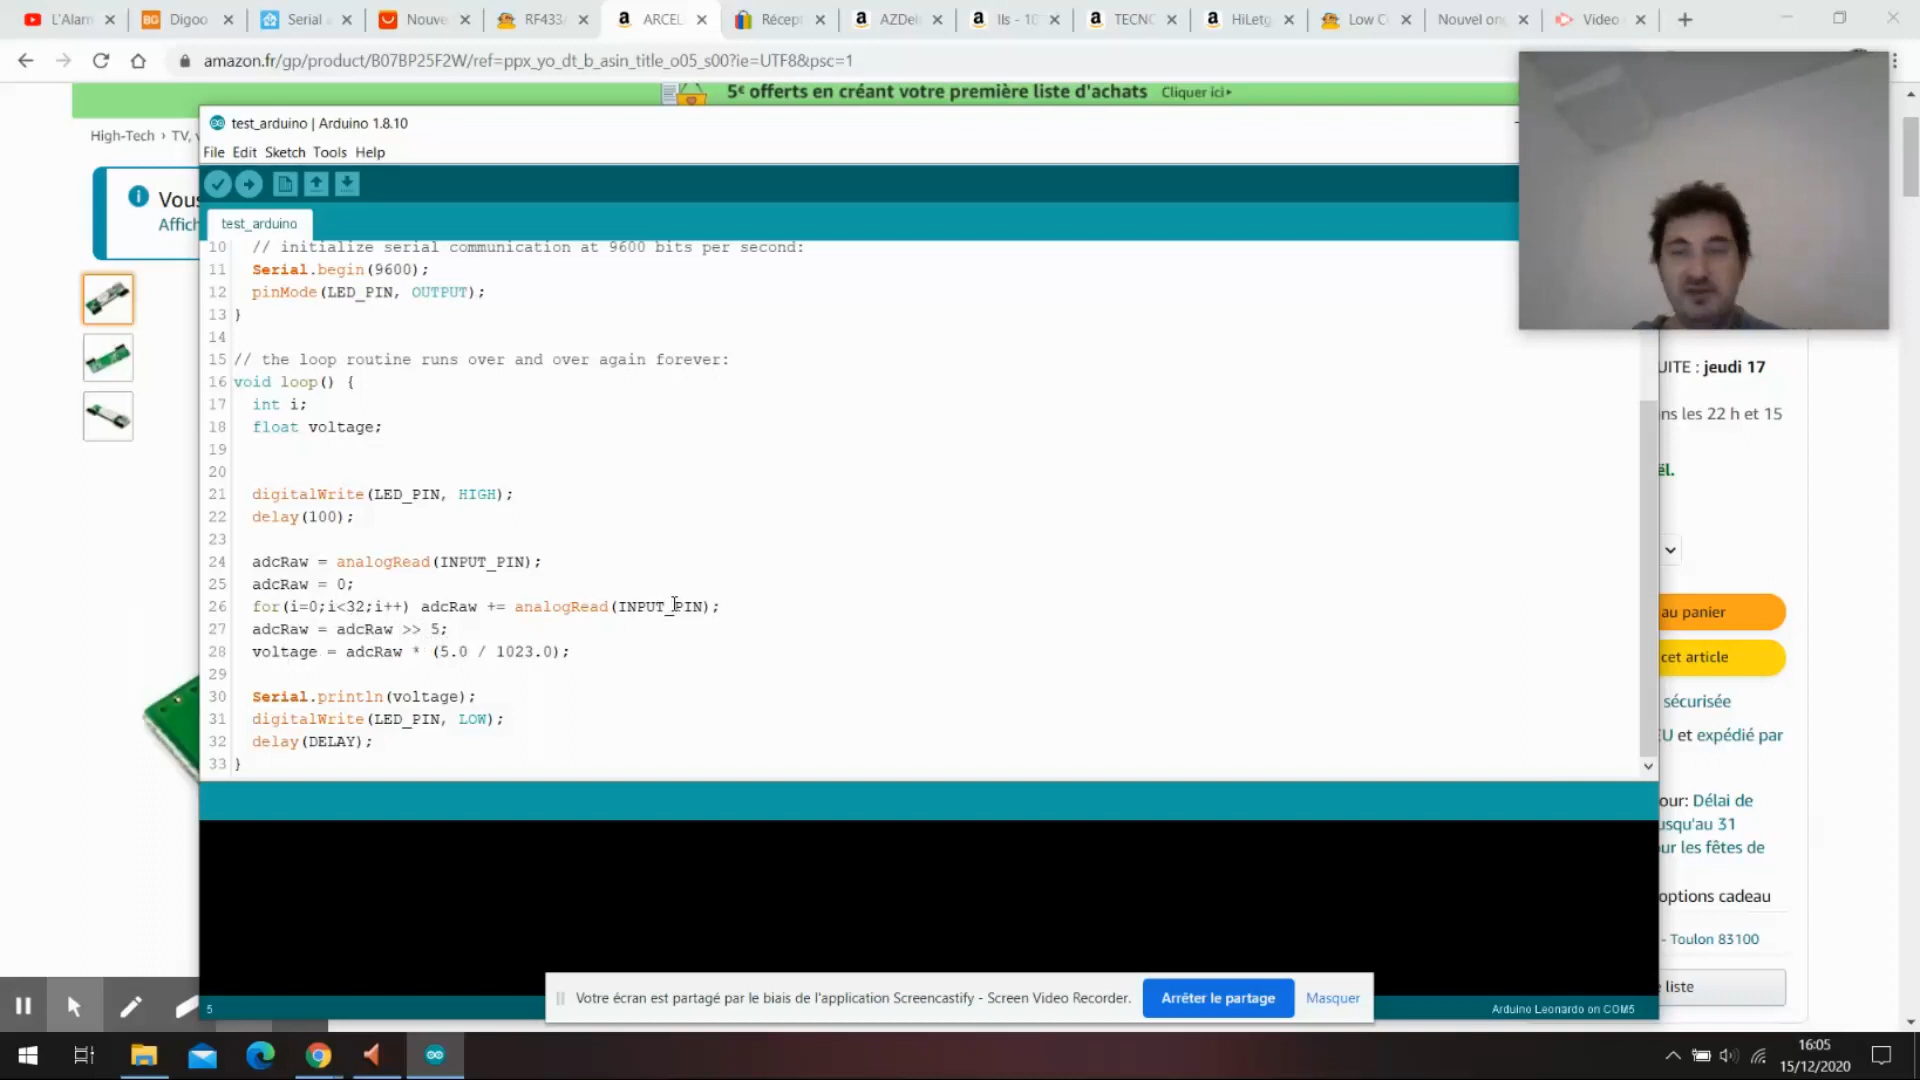 L'Alarm
Digoo
Serial a
Nouve
RF433/
ARCEL
Récept
AZDel
Ils - 10
TECNO
HiLetg
Low C
Nouvel ong
Video
amazon.fr/gp/product/B07BP25F2W/ref=ppx_yo_dt_b_asin_title_o05_s00?ie=UTF8&psc=1
5€ offerts en créant votre première liste d'achats Cliquer ici
High-Tech › TV,
Vous
Affich
test_arduino | Arduino 1.8.10
File Edit Sketch Tools Help
test_arduino
10 // initialize serial communication at 9600 bits per second:
11 Serial.begin(9600);
12 pinMode(LED_PIN, OUTPUT);
13 }
14
15 // the loop routine runs over and over again forever:
16 void loop() {
17 int i;
18 float voltage;
19
20
21 digitalWrite(LED_PIN, HIGH);
22 delay(100);
23
24 adcRaw = analogRead(INPUT_PIN);
25 adcRaw = 0;
26 for(i=0;i<32;i++) adcRaw += analogRead(INPUT_PIN);
27 adcRaw = adcRaw >> 5;
28 voltage = adcRaw * (5.0 / 1023.0);
29
30 Serial.println(voltage);
31 digitalWrite(LED_PIN, LOW);
32 delay(DELAY);
33 }
UITE : jeudi 17
ns les 22 h et 15
ël.
au panier
cet article
sécurisée
EU et expédié par
our: Délai de
usqu'au 31
ur les fêtes de
options cadeau
- Toulon 83100
liste
Votre écran est partagé par le biais de l'application Screencastify - Screen Video Recorder.
Arrêter le partage
Masquer
5
Arduino Leonardo on COM5
16:05
15/12/2020